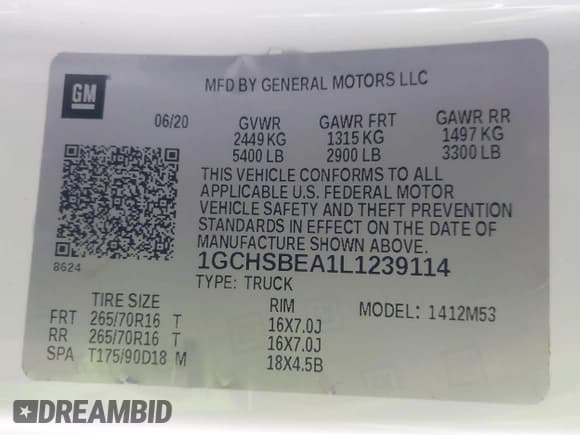 GM
MFD BY GENERAL MOTORS LLC
06/20 GVWR GAWR FRT GAWR RR
2449 KG 1315 KG 1497 KG
5400 LB 2900 LB 3300 LB
THIS VEHICLE CONFORMS TO ALL
APPLICABLE U.S. FEDERAL MOTOR
VEHICLE SAFETY AND THEFT PREVENTION
STANDARDS IN EFFECT ON THE DATE OF
MANUFACTURE SHOWN ABOVE.
8624
1GCHSBEA1L1239114
TYPE: TRUCK
TIRE SIZE RIM MODEL: 1412M53
FRT 265/70R16 T 16X7.0J
RR 265/70R16 T 16X7.0J
SPA T175/90D18 M 18X4.5B
DREAMBID